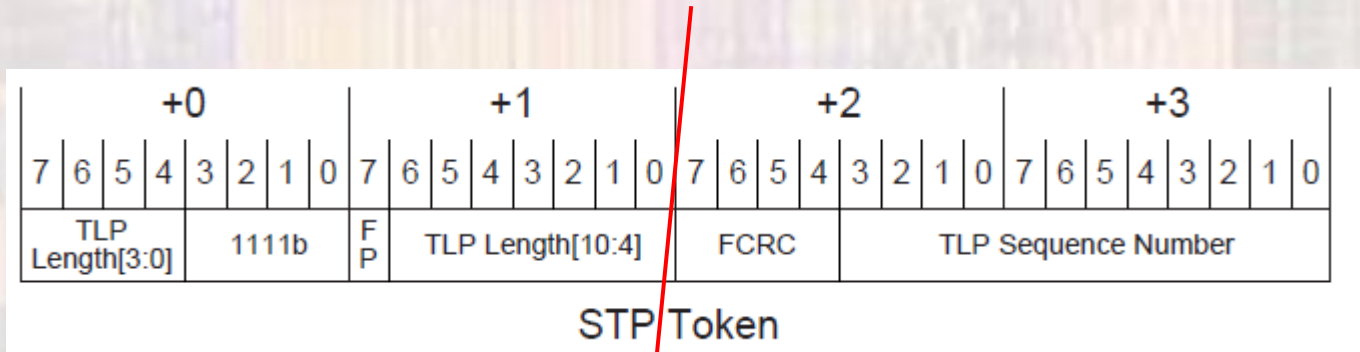 +0 +1 +2 +3
7 6 5 4 3 2 1 0 7 6 5 4 3 2 1 0 7 6 5 4 3 2 1 0 7 6 5 4 3 2 1 0
TLP Length[3:0] 1111b FP TLP Length[10:4] FCRC TLP Sequence Number
STP Token